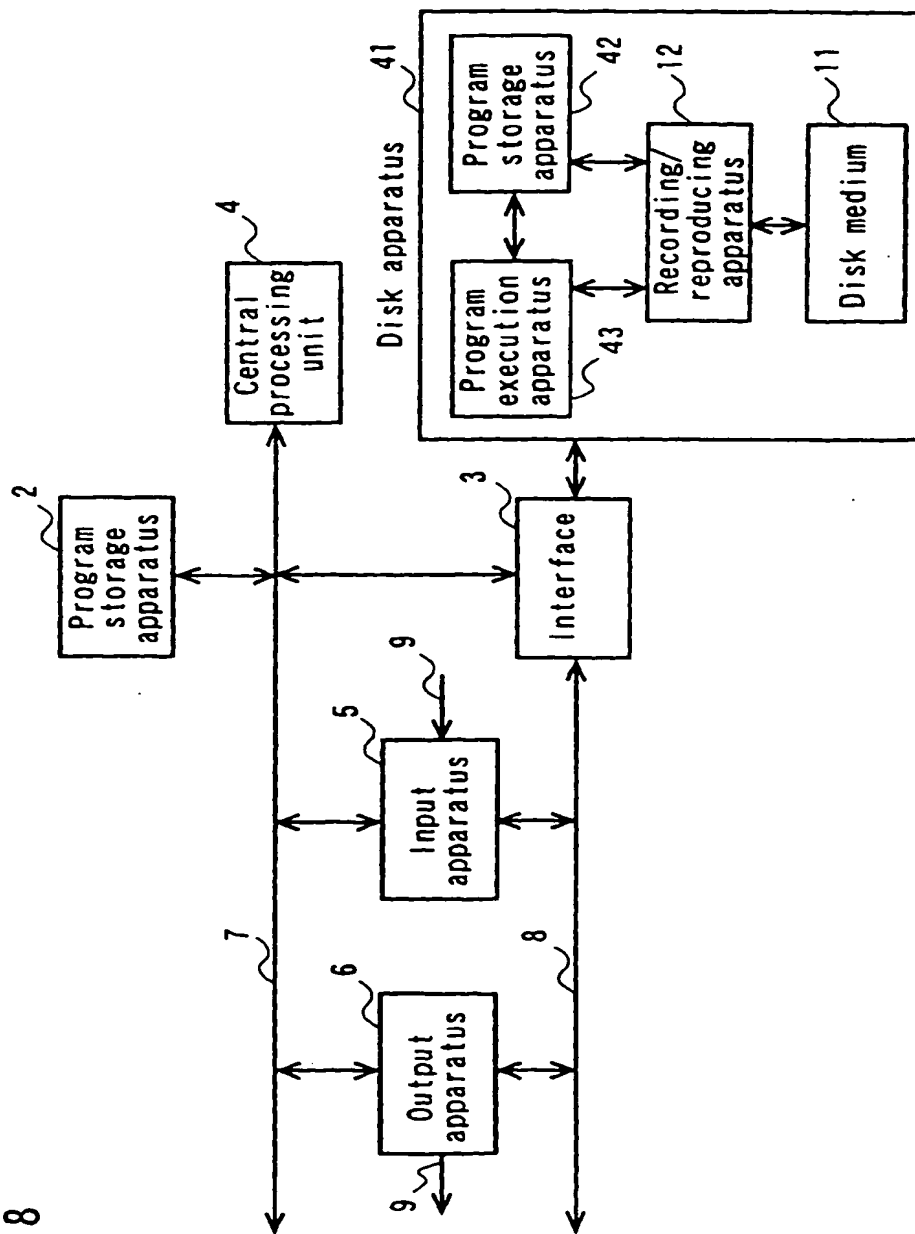 8
2
Program
storage
apparatus
4
Central
processing
unit
7
6
Output
apparatus
9
5
Input
apparatus
9
3
Interface
8
Disk apparatus
41
Program
execution
apparatus
43
Program
storage
apparatus
42
Recording/
reproducing
apparatus
12
Disk medium
11